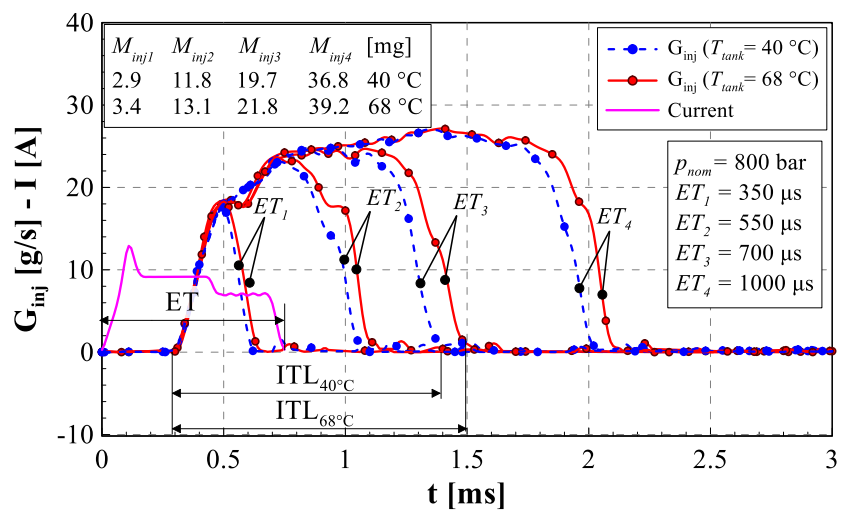 40
30
20
10
0
-10
G_inj [g/s] - I [A]
M_inj1 M_inj2 M_inj3 M_inj4 [mg]
2.9 11.8 19.7 36.8 40 °C
3.4 13.1 21.8 39.2 68 °C
G_inj (T_tank = 40 °C)
G_inj (T_tank = 68 °C)
Current
p_nom = 800 bar
ET_1 = 350 µs
ET_2 = 550 µs
ET_3 = 700 µs
ET_4 = 1000 µs
ET_1
ET_2
ET_3
ET_4
ET
ITL_40°C
ITL_68°C
0 0.5 1 1.5 2 2.5 3
t [ms]